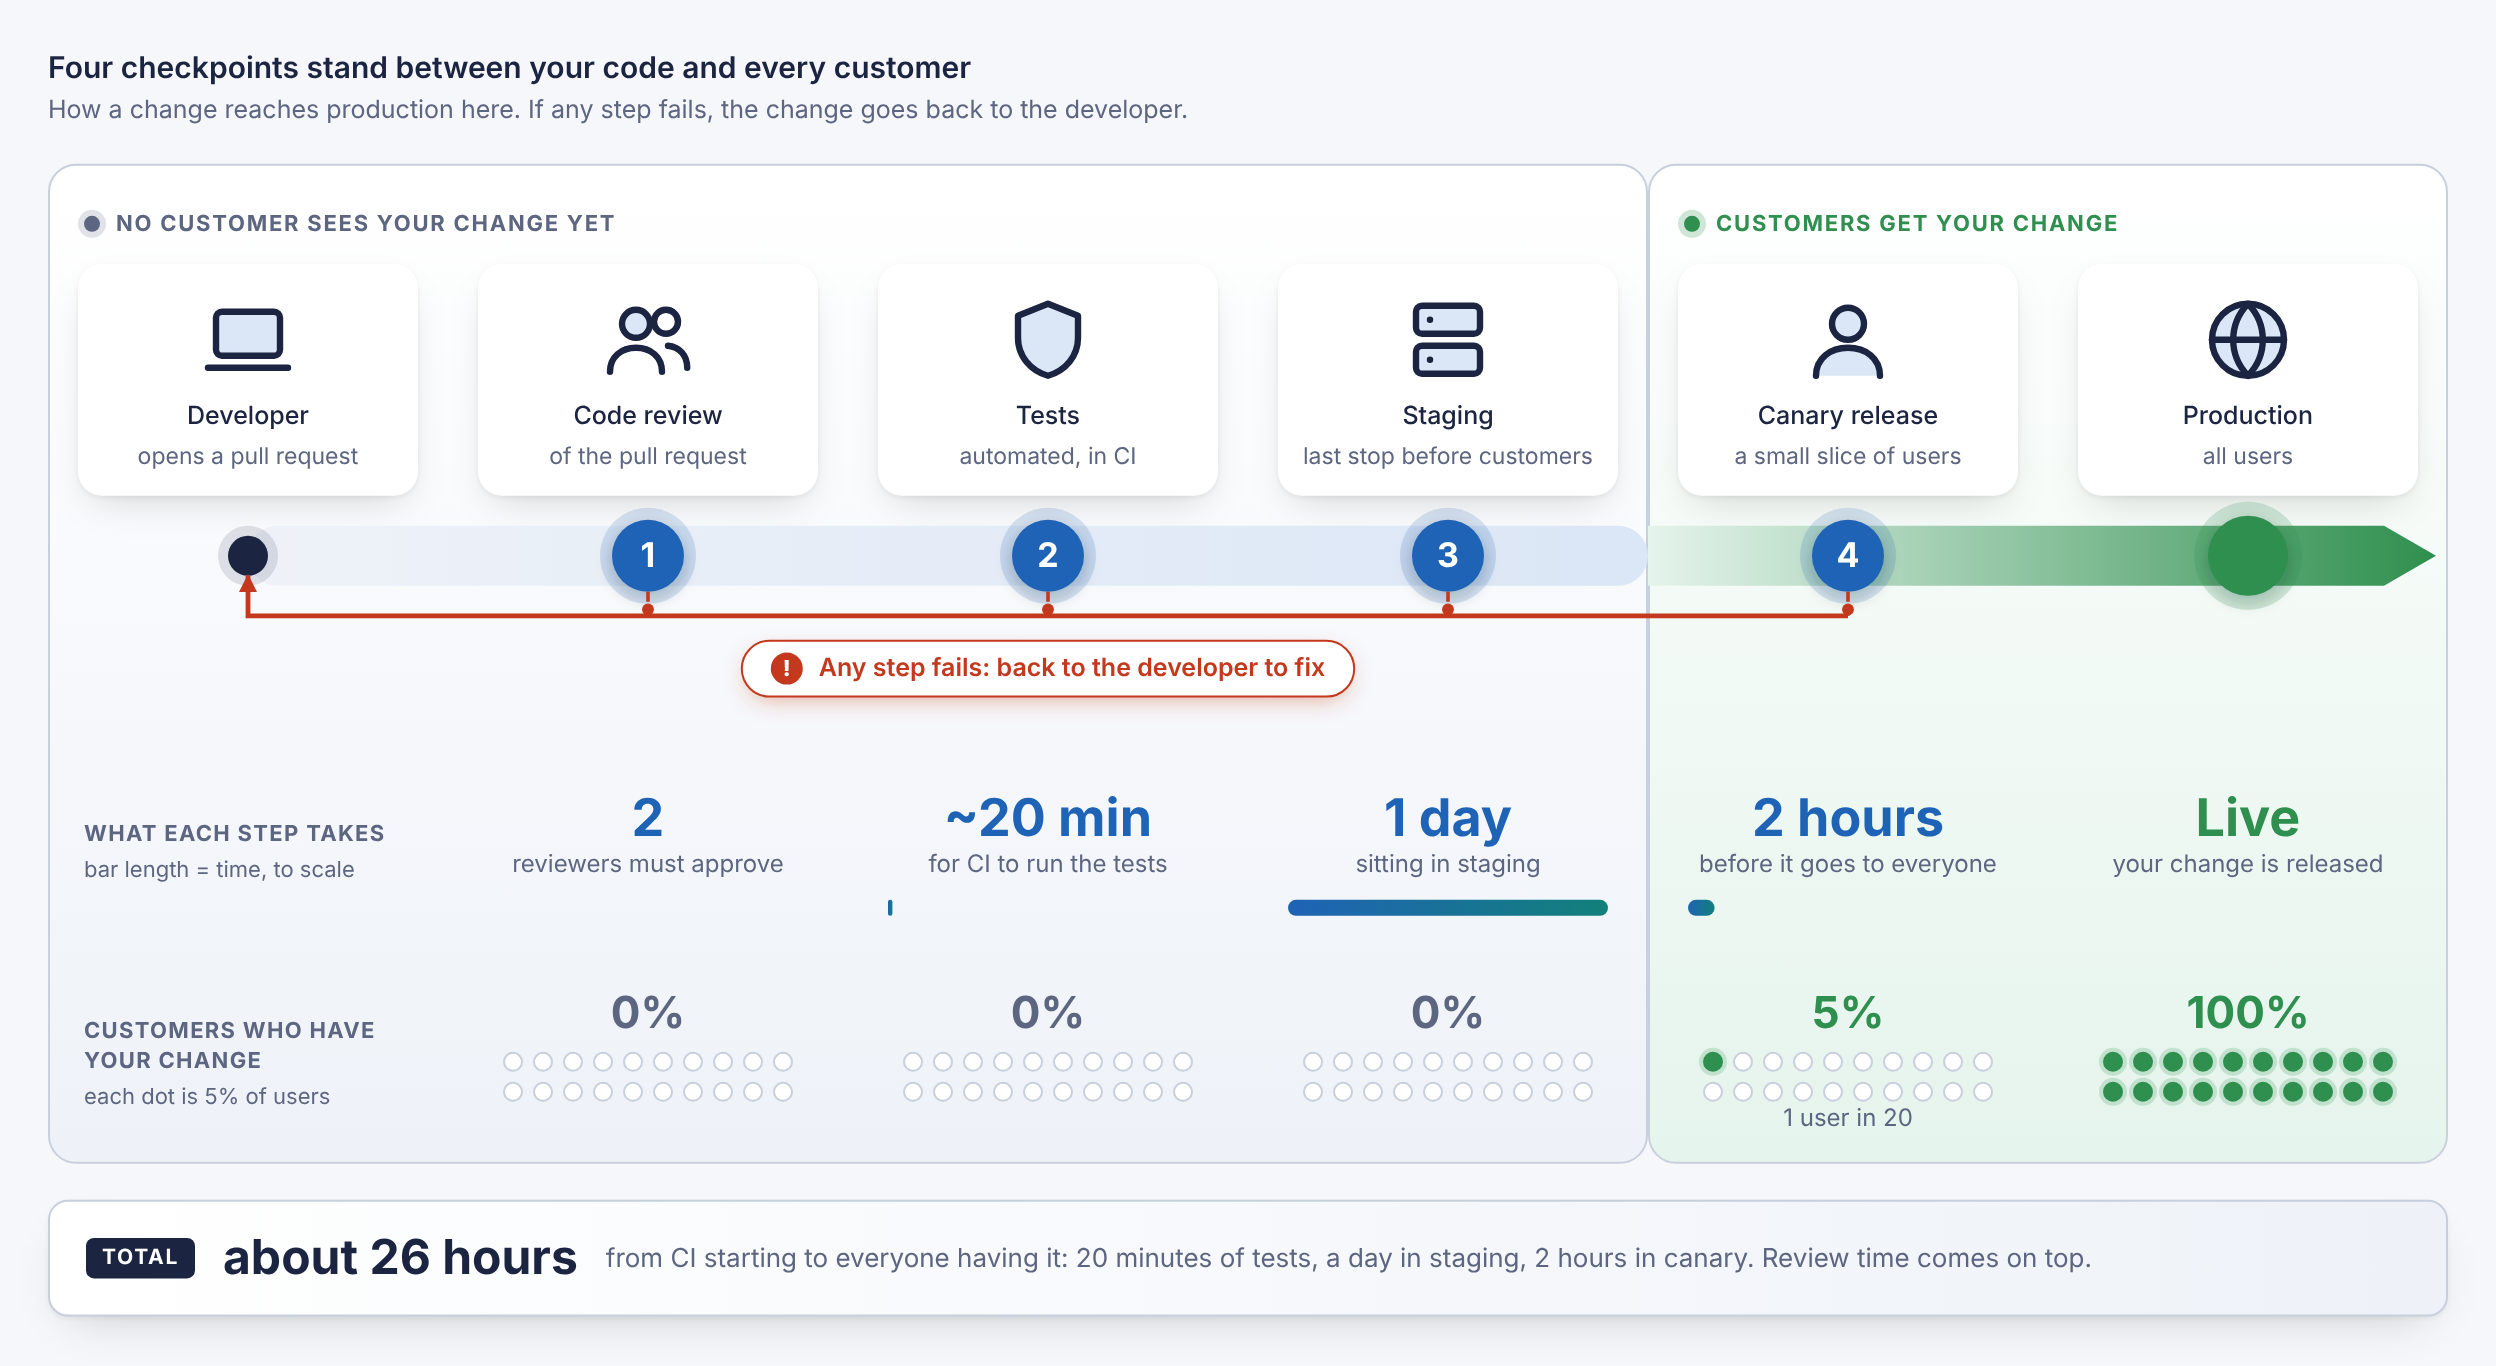 Four checkpoints stand between your code and every customer
How a change reaches production here. If any step fails, the change goes back to the developer.
NO CUSTOMER SEES YOUR CHANGE YET
CUSTOMERS GET YOUR CHANGE
Developer
opens a pull request
Code review
of the pull request
Tests
automated, in CI
Staging
last stop before customers
Canary release
a small slice of users
Production
all users
1
2
3
4
! Any step fails: back to the developer to fix
WHAT EACH STEP TAKES
bar length = time, to scale
2
reviewers must approve
~20 min
for CI to run the tests
1 day
sitting in staging
2 hours
before it goes to everyone
Live
your change is released
CUSTOMERS WHO HAVE
YOUR CHANGE
each dot is 5% of users
0%
0%
0%
5%
1 user in 20
100%
TOTAL about 26 hours from CI starting to everyone having it: 20 minutes of tests, a day in staging, 2 hours in canary. Review time comes on top.